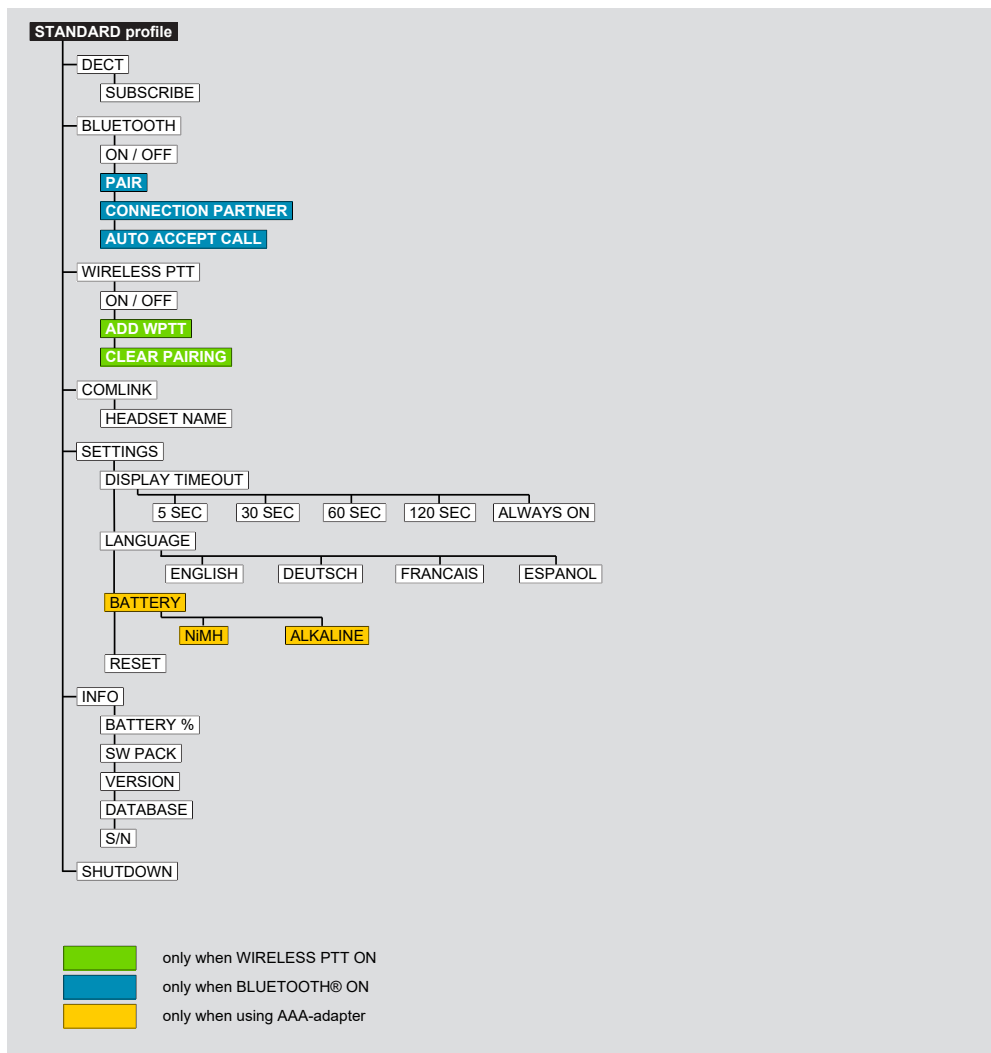 STANDARD profile
DECT
SUBSCRIBE
BLUETOOTH
ON / OFF
PAIR
CONNECTION PARTNER
AUTO ACCEPT CALL
WIRELESS PTT
ON / OFF
ADD WPTT
CLEAR PAIRING
COMLINK
HEADSET NAME
SETTINGS
DISPLAY TIMEOUT
5 SEC 30 SEC 60 SEC 120 SEC ALWAYS ON
LANGUAGE
ENGLISH DEUTSCH FRANCAIS ESPANOL
BATTERY
NiMH ALKALINE
RESET
INFO
BATTERY %
SW PACK
VERSION
DATABASE
S/N
SHUTDOWN
only when WIRELESS PTT ON
only when BLUETOOTH® ON
only when using AAA-adapter